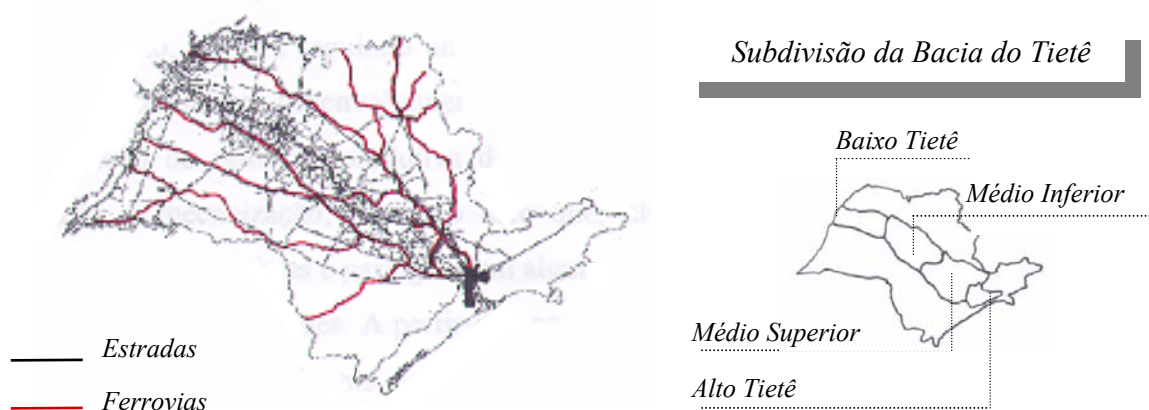 Subdivisão da Bacia do Tietê
Baixo Tietê
Médio Inferior
Médio Superior
Alto Tietê
Estradas
Ferrovias